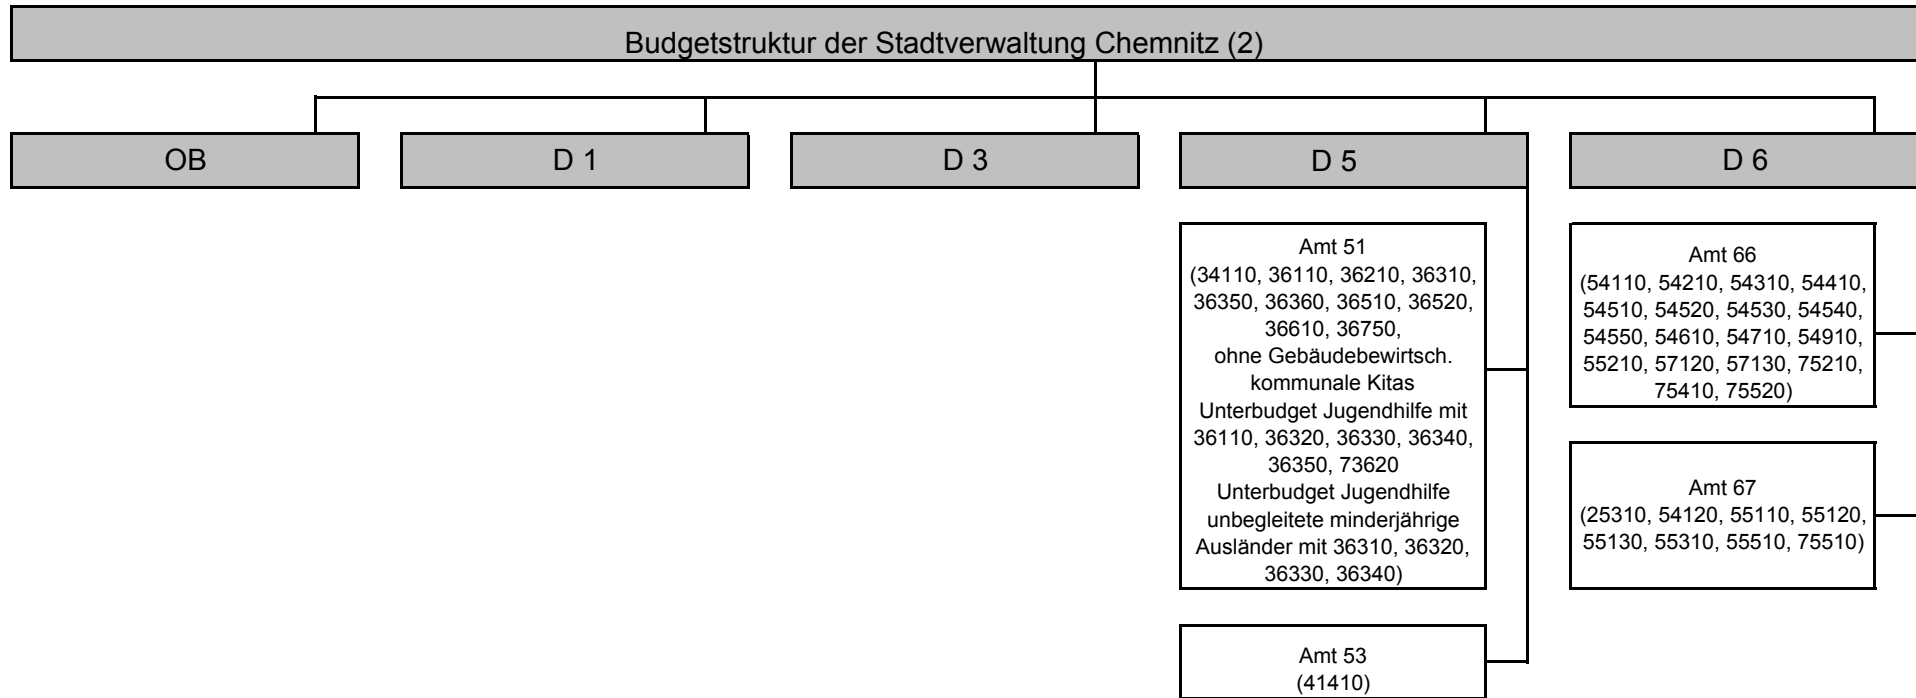 Budgetstruktur der Stadtverwaltung Chemnitz (2)
OB
D 1
D 3
D 5
D 6
Amt 51
(34110, 36110, 36210, 36310,
36350, 36360, 36510, 36520,
36610, 36750,
ohne Gebäudebewirtsch.
kommunale Kitas
Unterbudget Jugendhilfe mit
36110, 36320, 36330, 36340,
36350, 73620
Unterbudget Jugendhilfe
unbegleitete minderjährige
Ausländer mit 36310, 36320,
36330, 36340)
Amt 53
(41410)
Amt 66
(54110, 54210, 54310, 54410,
54510, 54520, 54530, 54540,
54550, 54610, 54710, 54910,
55210, 57120, 57130, 75210,
75410, 75520)
Amt 67
(25310, 54120, 55110, 55120,
55130, 55310, 55510, 75510)